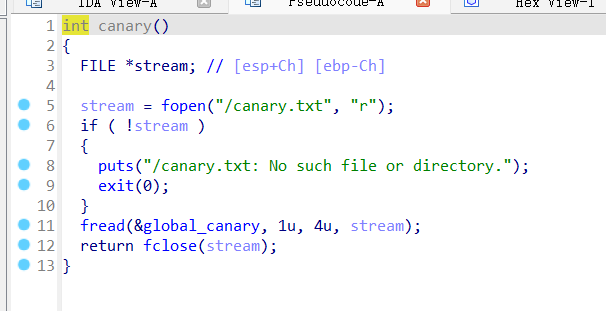 IDA View-A Pseudocode-A Hex View-1
1 int canary()
2 {
3 FILE *stream; // [esp+Ch] [ebp-Ch]
4
5 stream = fopen("/canary.txt", "r");
6 if ( !stream )
7 {
8 puts("/canary.txt: No such file or directory.");
9 exit(0);
10 }
11 fread(&global_canary, 1u, 4u, stream);
12 return fclose(stream);
13 }